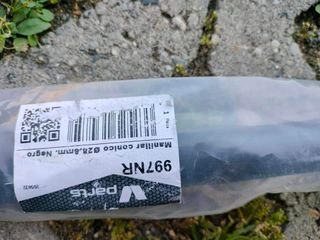 997NR
Manillar conico Ø28,6mm. Negro
V parts